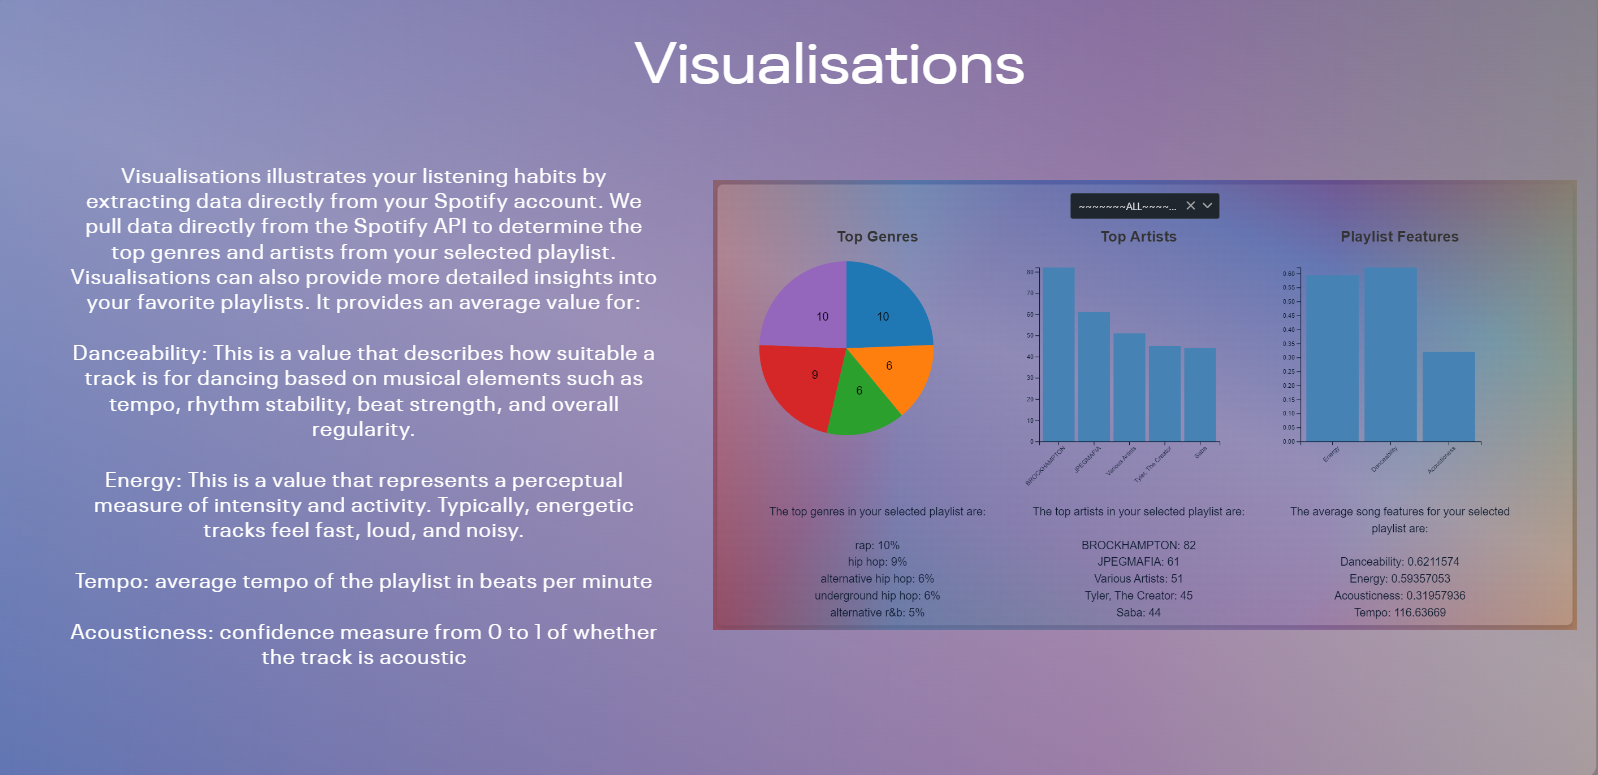 Visualisations
Visualisations illustrates your listening habits by
extracting data directly from your Spotify account. We
pull data directly from the Spotify API to determine the
top genres and artists from your selected playlist.
Visualisations can also provide more detailed insights into
your favorite playlists. It provides an average value for:
Danceability: This is a value that describes how suitable a
track is for dancing based on musical elements such as
tempo, rhythm stability, beat strength, and overall
regularity.
Energy: This is a value that represents a perceptual
measure of intensity and activity. Typically, energetic
tracks feel fast, loud, and noisy.
Tempo: average tempo of the playlist in beats per minute
Acousticness: confidence measure from 0 to 1 of whether
the track is acoustic
~~~~~~~ALL~~~~...
Top Genres
10
10
6
9
6
The top genres in your selected playlist are:
rap: 10%
hip hop: 9%
alternative hip hop: 6%
underground hip hop: 6%
alternative r&b: 5%
Top Artists
80
70
60
50
40
30
20
10
0
BROCKHAMPTON
JPEGMAFIA
Various Artists
Tyler, The Creator
Saba
The top artists in your selected playlist are:
BROCKHAMPTON: 82
JPEGMAFIA: 61
Various Artists: 51
Tyler, The Creator: 45
Saba: 44
Playlist Features
0.60
0.55
0.50
0.45
0.40
0.35
0.30
0.25
0.20
0.15
0.10
0.05
0.00
Energy
Danceability
Acousticness
The average song features for your selected
playlist are:
Danceability: 0.6211574
Energy: 0.59357053
Acousticness: 0.31957936
Tempo: 116.63669